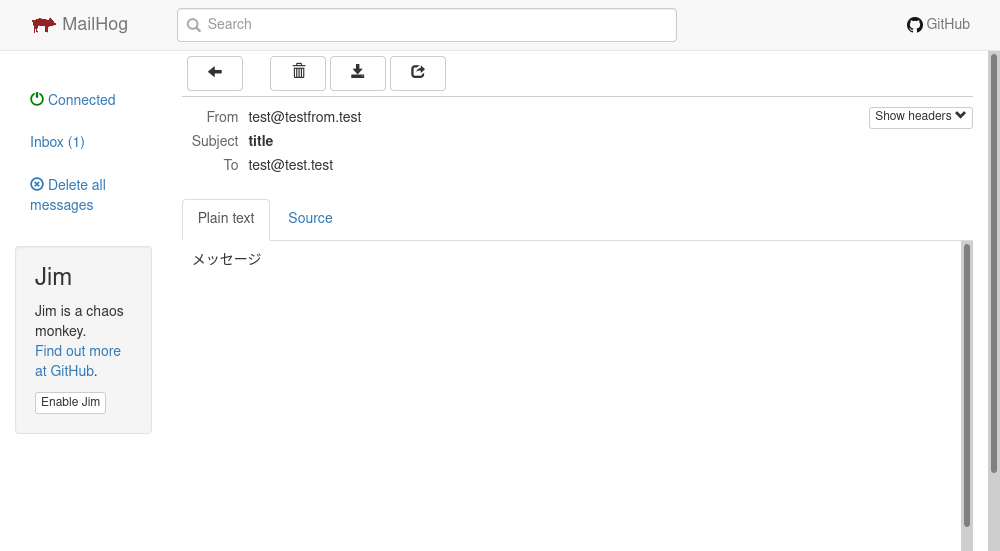 MailHog
Search
GitHub
Connected
Inbox (1)
Delete all
messages
Jim
Jim is a chaos
monkey.
Find out more
at GitHub.
Enable Jim
From test@testfrom.test
Show headers
Subject title
To test@test.test
Plain text Source
メッセージ